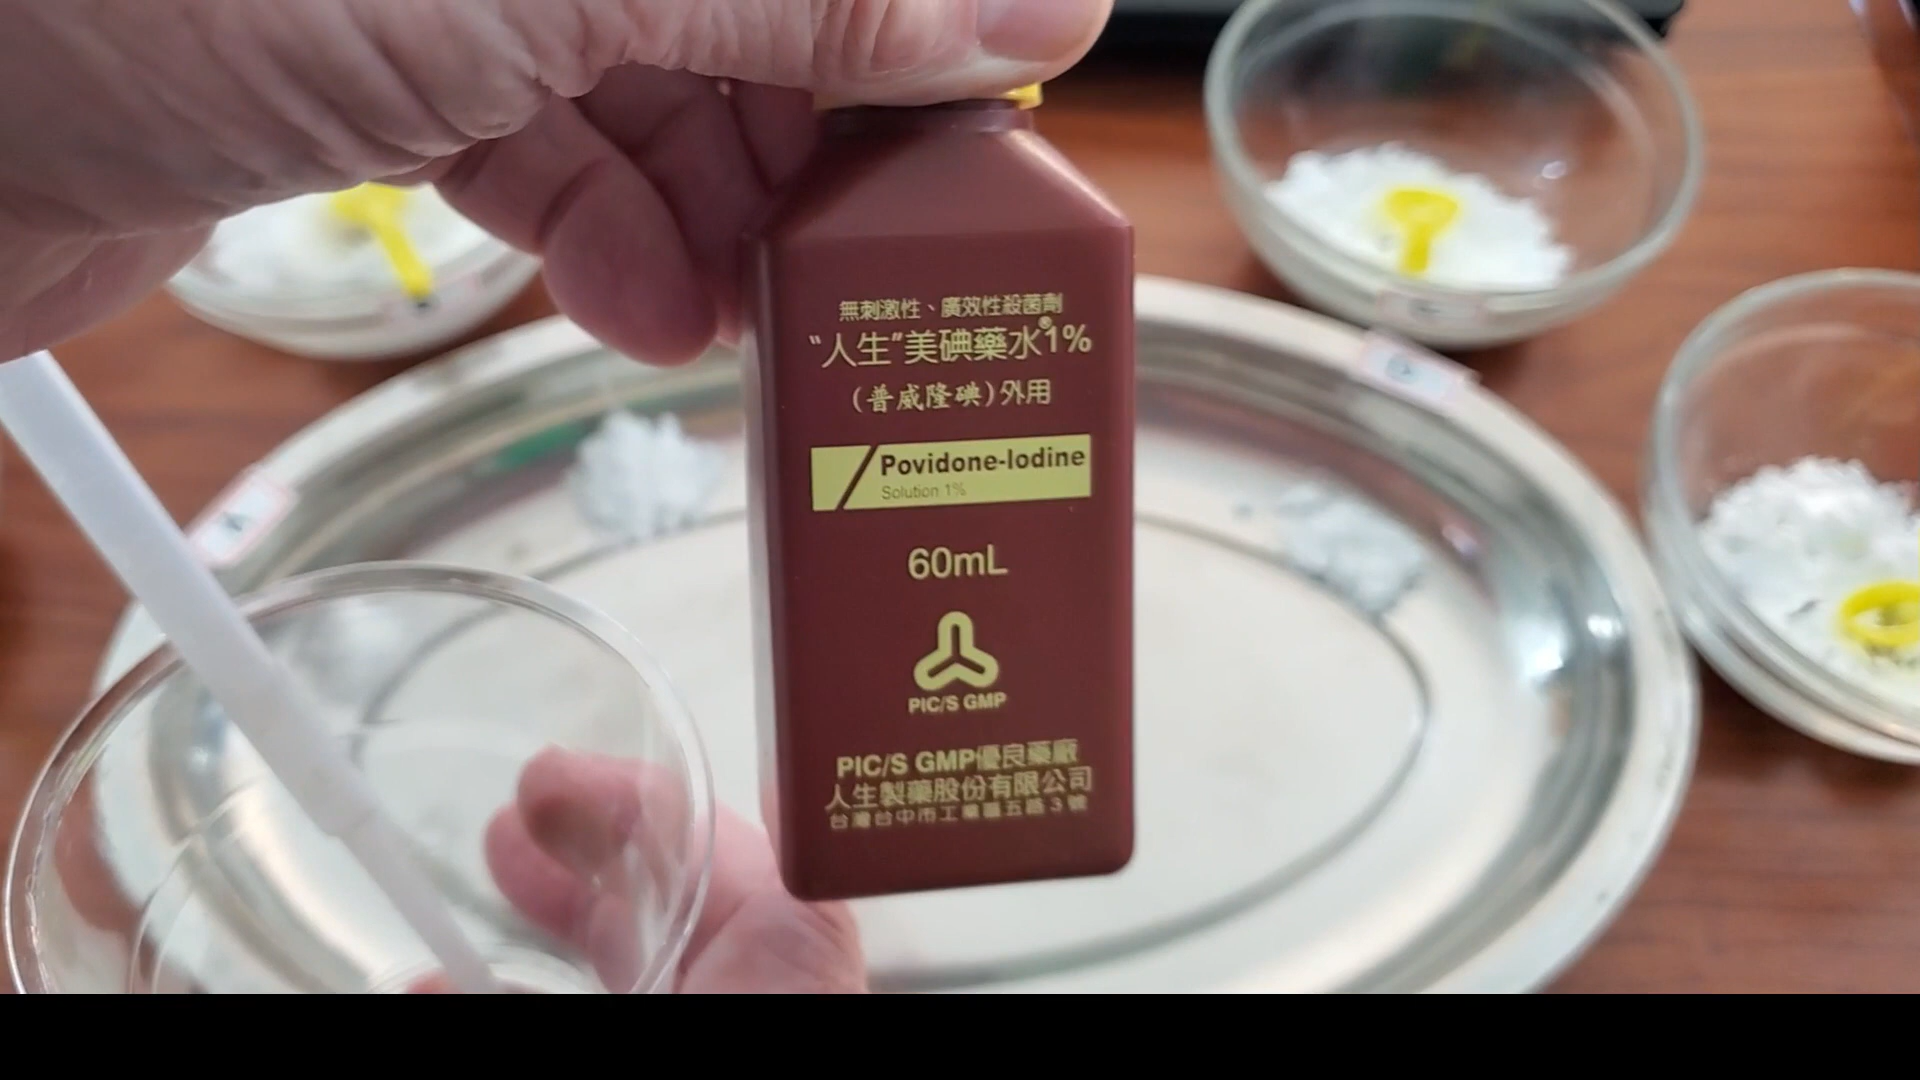 無刺激性、廣效性殺菌劑
“人生”美碘藥水®1%
(普威隆碘)外用
Povidone-Iodine
Solution 1%
60mL
PIC/S GMP
PIC/S GMP優良藥廠
人生製藥股份有限公司
台灣台中市工業區五路3號